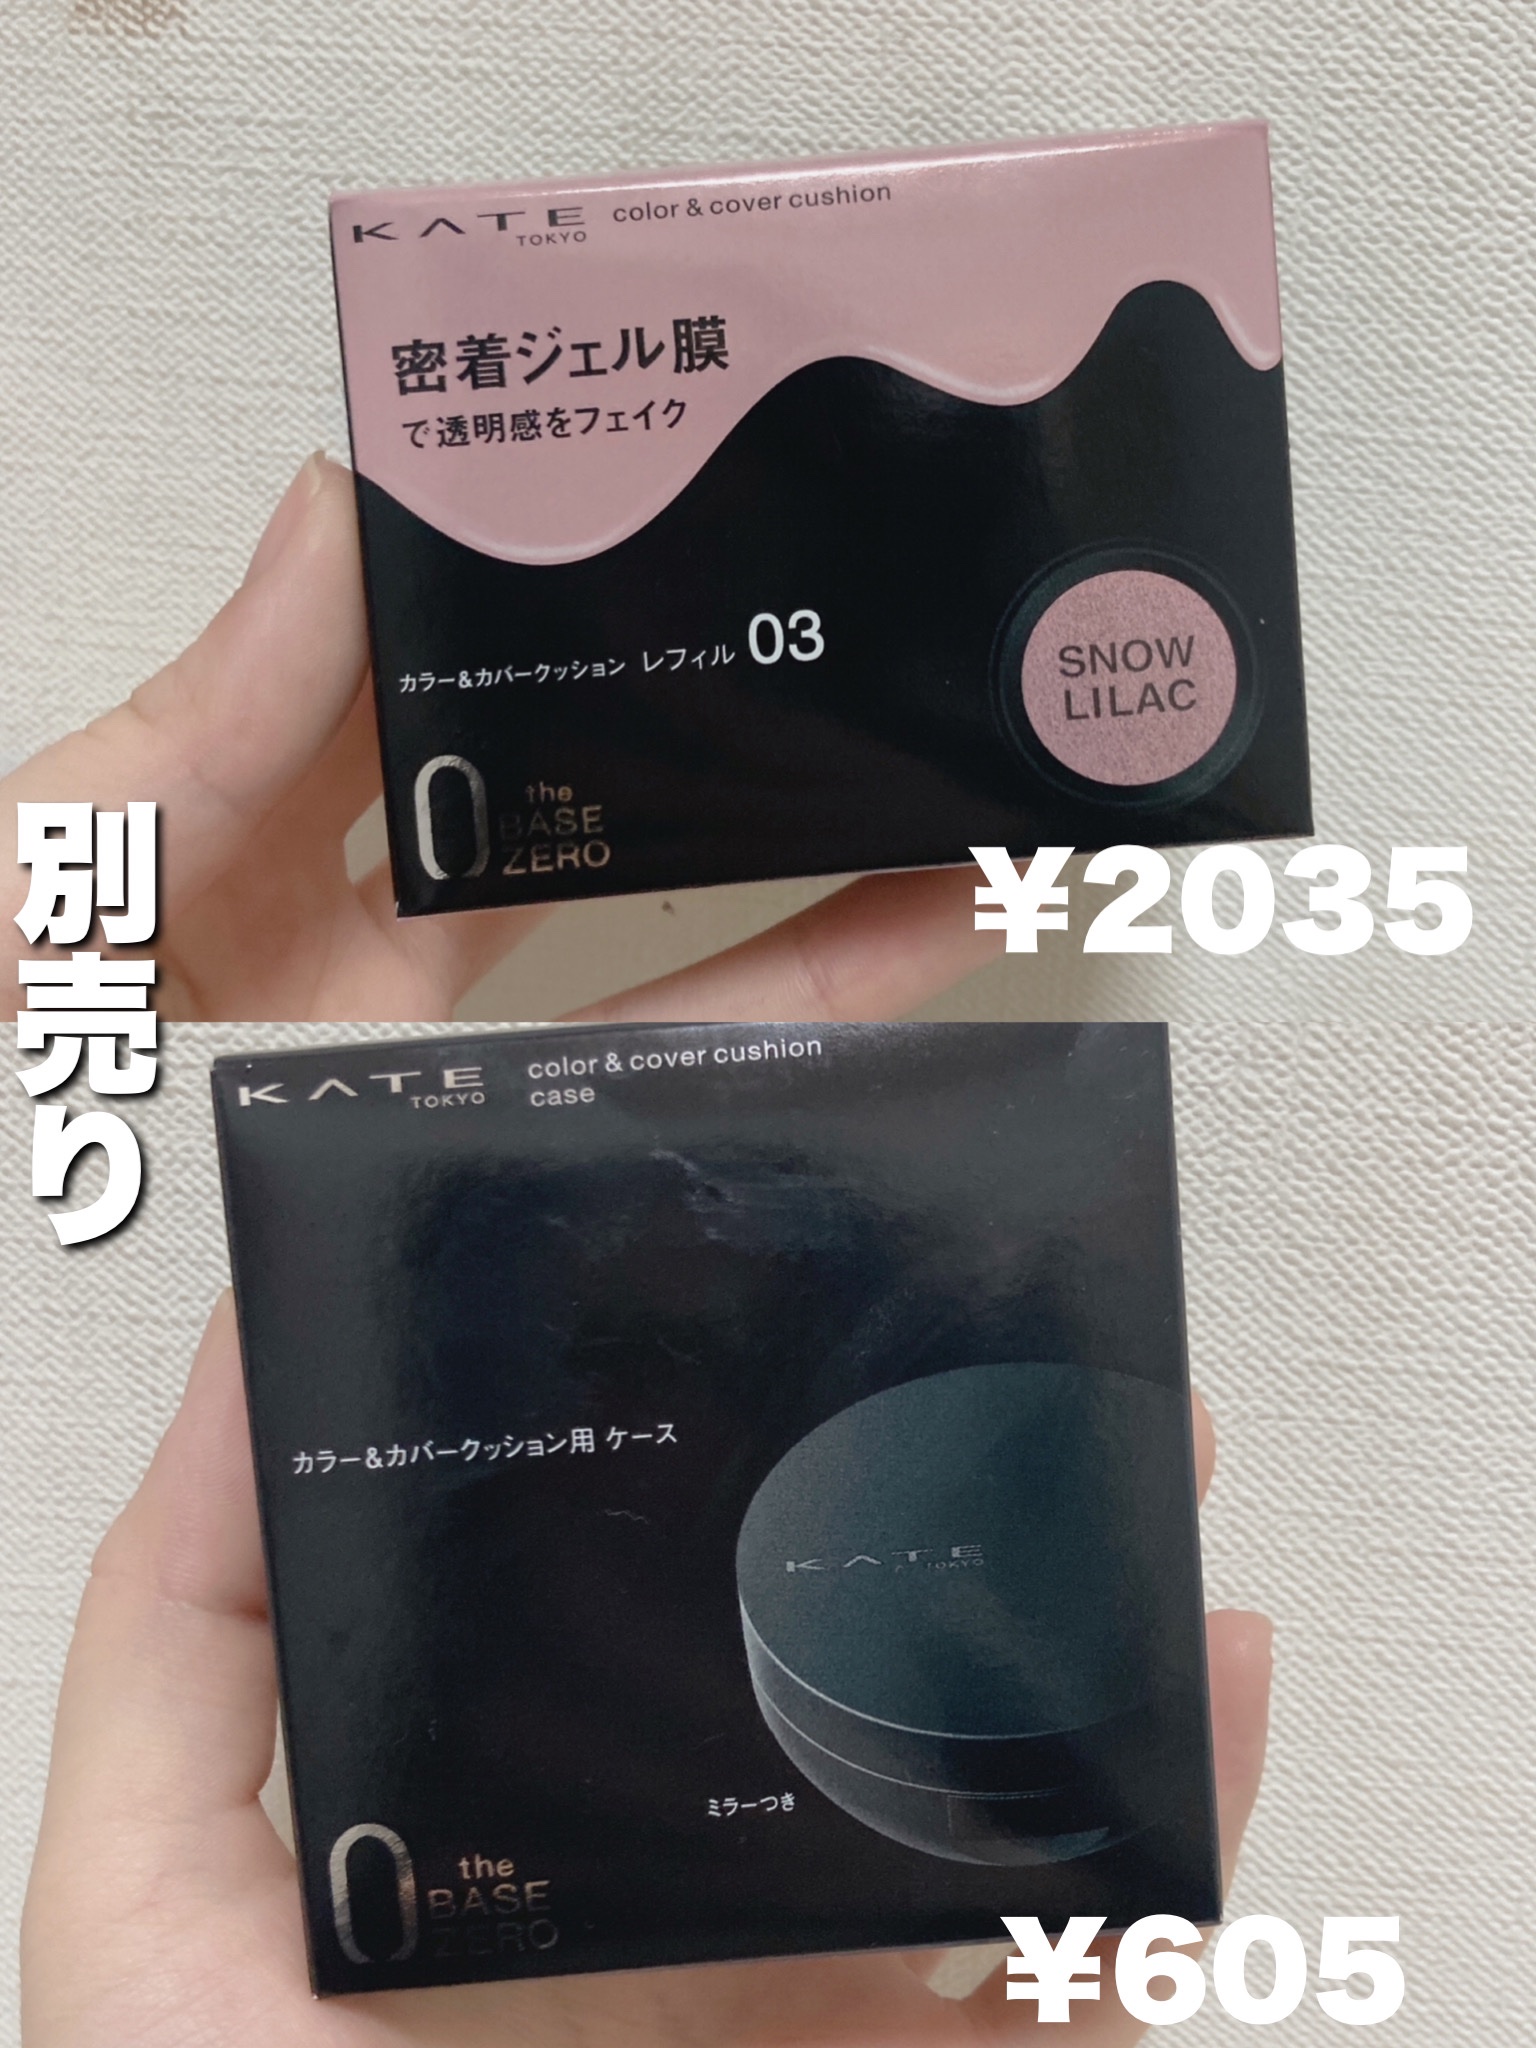 KATE
TOKYO
color & cover cushion
密着ジェル膜
で透明感をフェイク
カラー&カバークッション レフィル 03
SNOW
LILAC
0 the
BASE
ZERO
¥2035
別売り
KATE
TOKYO
color & cover cushion
case
カラー&カバークッション用 ケース
KATE
TOKYO
ミラーつき
0 the
BASE
ZERO
¥605